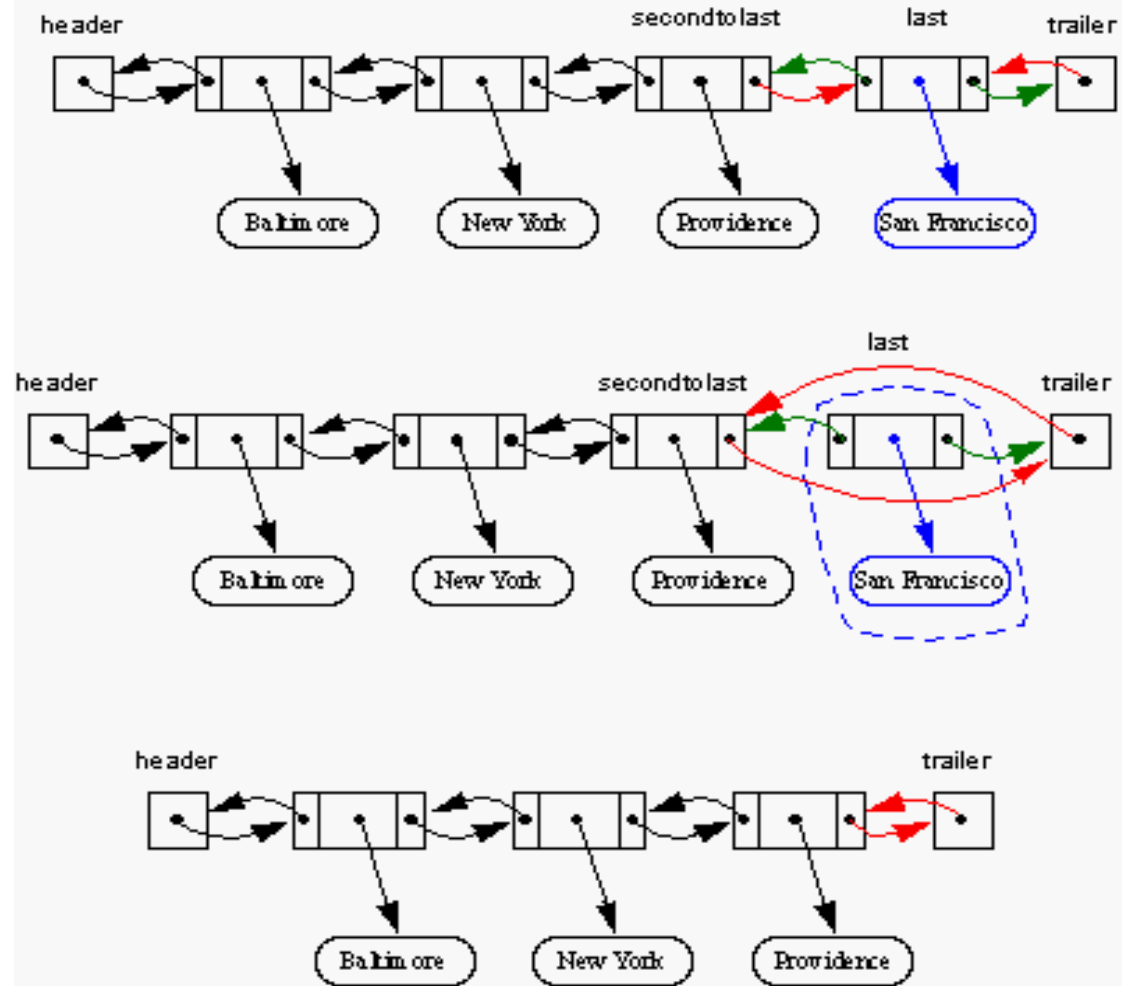 header secondtolast last trailer
Baltimore New York Providence San Francisco
last
header secondtolast trailer
Baltimore New York Providence San Francisco
header trailer
Baltimore New York Providence